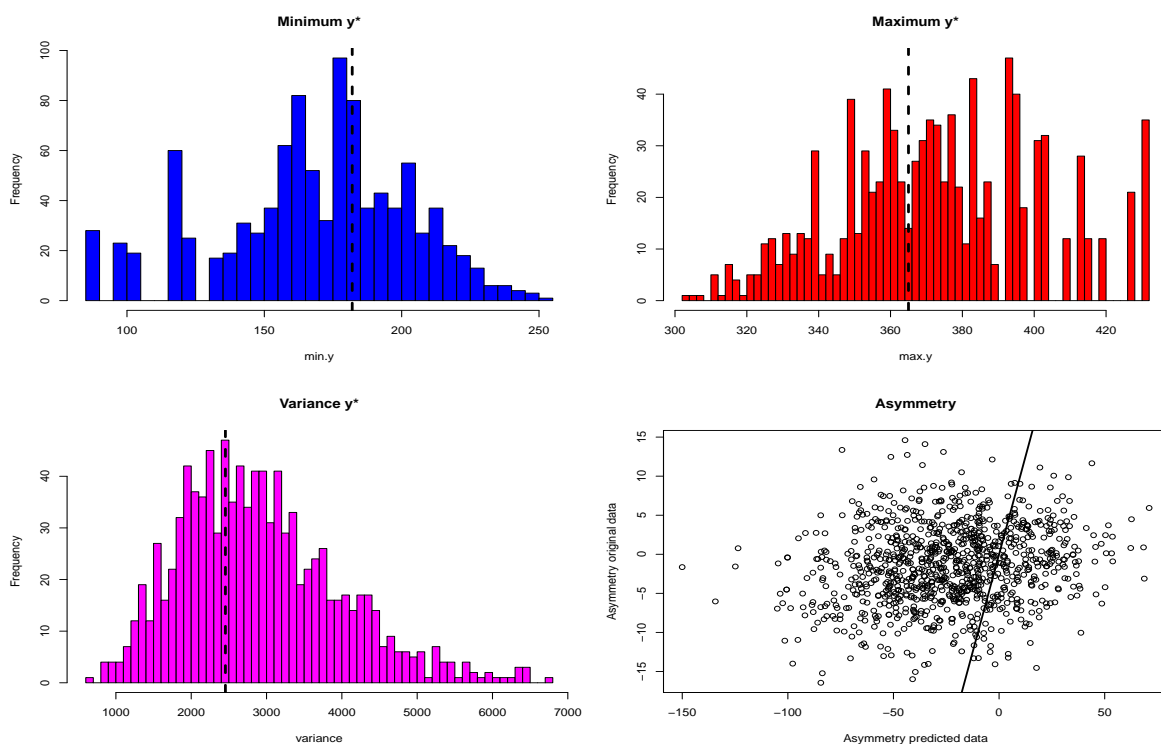 Minimum y*
Frequency
0 20 40 60 80 100
100 150 200 250
min.y
Maximum y*
Frequency
0 10 20 30 40
300 320 340 360 380 400 420
max.y
Variance y*
Frequency
0 10 20 30 40
1000 2000 3000 4000 5000 6000 7000
variance
Asymmetry
Asymmetry original data
−15 −10 −5 0 5 10 15
−150 −100 −50 0 50
Asymmetry predicted data